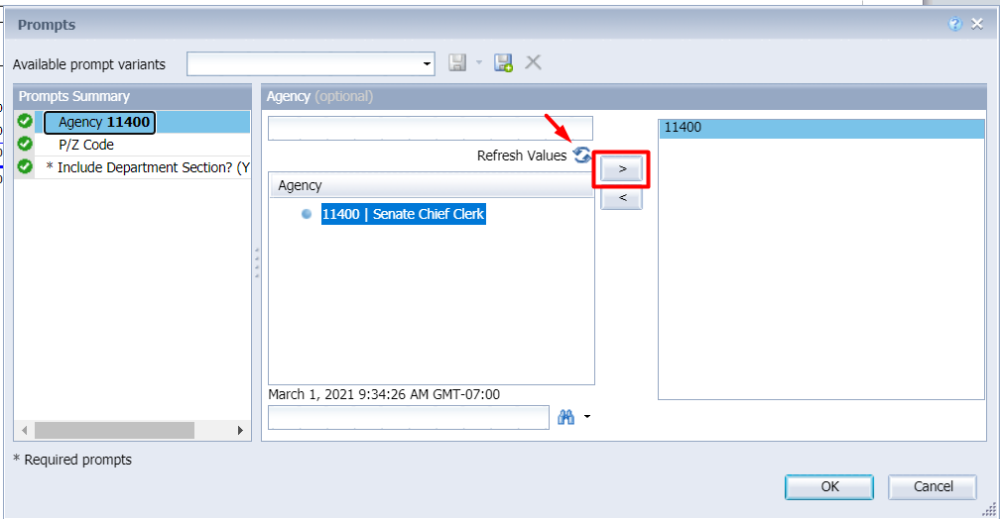 Prompts
Available prompt variants
Prompts Summary
Agency 11400
P/Z Code
* Include Department Section? (Y
Agency (optional)
Refresh Values
Agency
11400 | Senate Chief Clerk
March 1, 2021 9:34:26 AM GMT-07:00
>
<
11400
* Required prompts
OK
Cancel